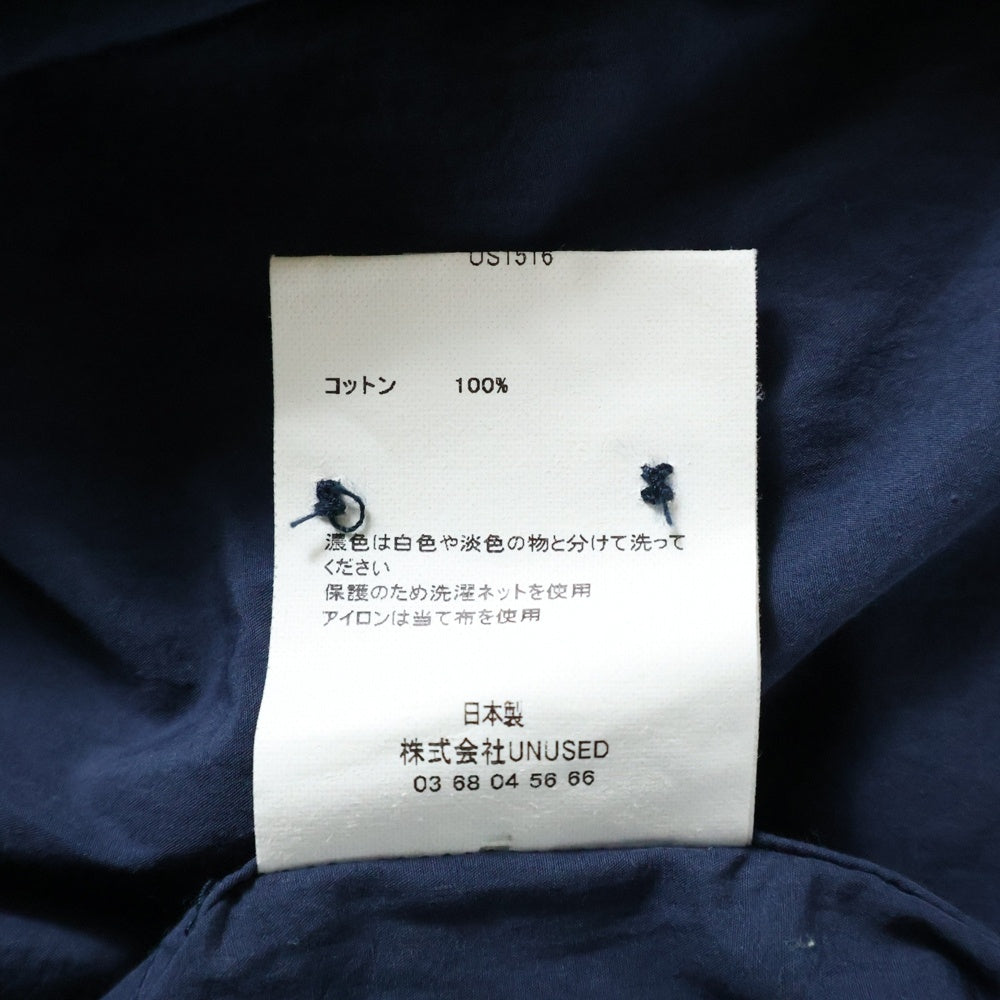 US1516
コットン 100%
濃色は白色や淡色の物と分けて洗って
ください
保護のため洗濯ネットを使用
アイロンは当て布を使用
日本製
株式会社UNUSED
03 68 04 56 66